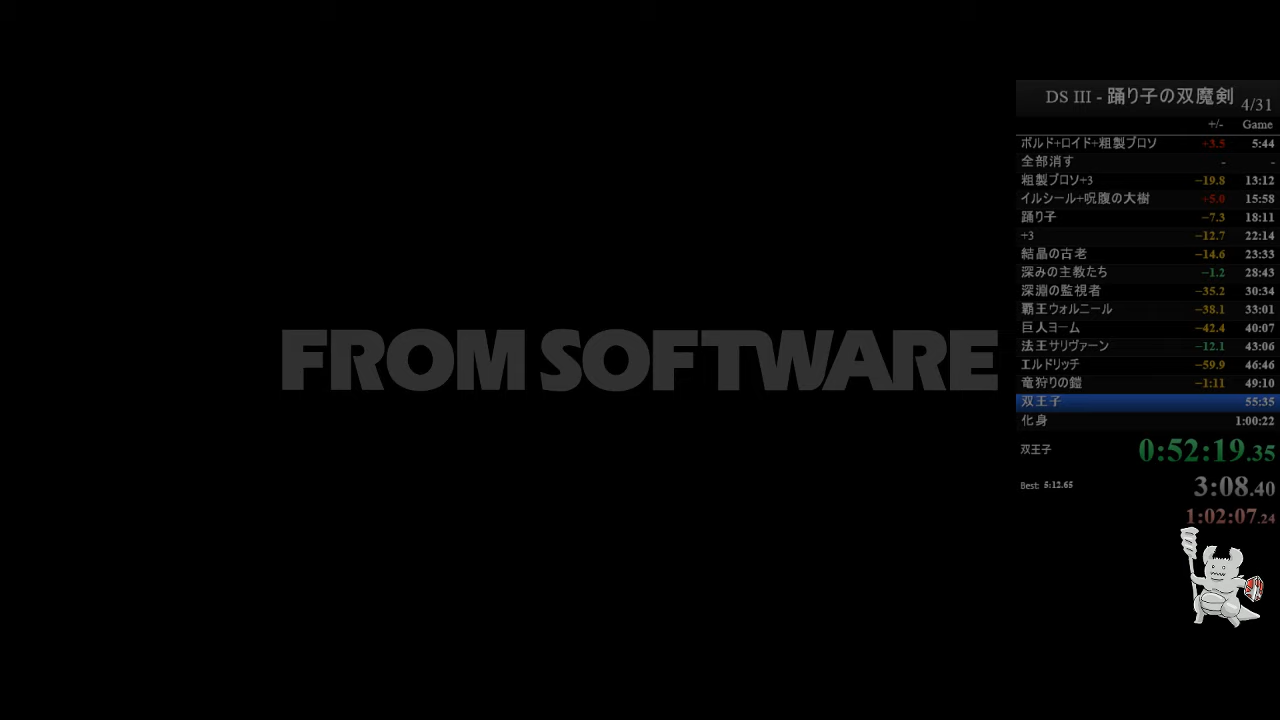 FROM SOFTWARE
DS III - 踊り子の双魔剣 4/31
+/- Game
ボルド+ロイド+粗製ブロソ +3.5 5:44
全部消す - -
粗製ブロソ+3 −19.8 13:12
イルシール+呪腹の大樹 +5.0 15:58
踊り子 −7.3 18:11
+3 −12.7 22:14
結晶の古老 −14.6 23:33
深みの主教たち −1.2 28:43
深淵の監視者 −35.2 30:34
覇王ウォルニール −38.1 33:01
巨人ヨーム −42.4 40:07
法王サリヴァーン −12.1 43:06
エルドリッチ −59.9 46:46
竜狩りの鎧 −1:11 49:10
双王子 55:35
化身 1:00:22
双王子 0:52:19.35
Best: 5:12.65 3:08.40
1:02:07.24